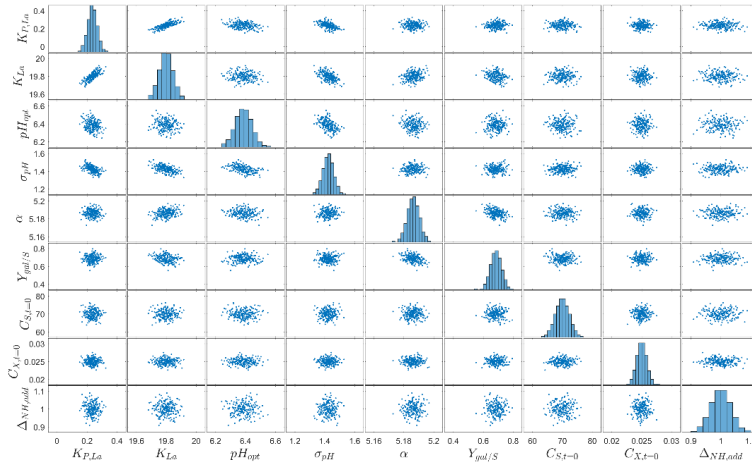 K_{P,La} 0.4 0.2 0
K_{La} 20 19.8 19.6
pH_{opt} 6.6 6.4 6.2
σ_{pH} 1.6 1.4 1.2
α 5.2 5.18 5.16
Y_{gal/S} 0.8 0.6 0.4
C_{S,t=0} 80 70 60
C_{X,t=0} 0.03 0.025 0.02
Δ_{NH,add} 1.1 1 0.9
0 0.2 0.4 19.6 19.8 20 6.2 6.4 6.6 1.2 1.4 1.6 5.16 5.18 5.2 0.4 0.6 0.8 60 70 80 0.02 0.025 0.03 0.9 1 1.1
K_{P,La} K_{La} pH_{opt} σ_{pH} α Y_{gal/S} C_{S,t=0} C_{X,t=0} Δ_{NH,add}